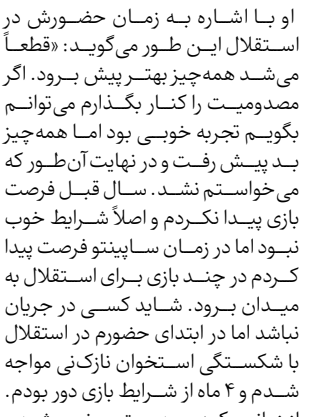 او با اشاره به زمان حضورش در
استقلال این طور می‌گوید: «قطعاً
می‌شد همه‌چیز بهتر پیش برود. اگر
مصدومیت را کنار بگذارم می‌توانم
بگویم تجربه خوبی بود اما همه‌چیز
بد پیش رفت و در نهایت آن‌طور که
می‌خواستم نشد. سال قبل فرصت
بازی پیدا نکردم و اصلاً شرایط خوب
نبود اما در زمان ساپینتو فرصت پیدا
کردم در چند بازی برای استقلال به
میدان برود. شاید کسی در جریان
نباشد اما در ابتدای حضورم در استقلال
با شکستگی استخوان نازک‌نی مواجه
شدم و ۴ ماه از شرایط بازی دور بودم.